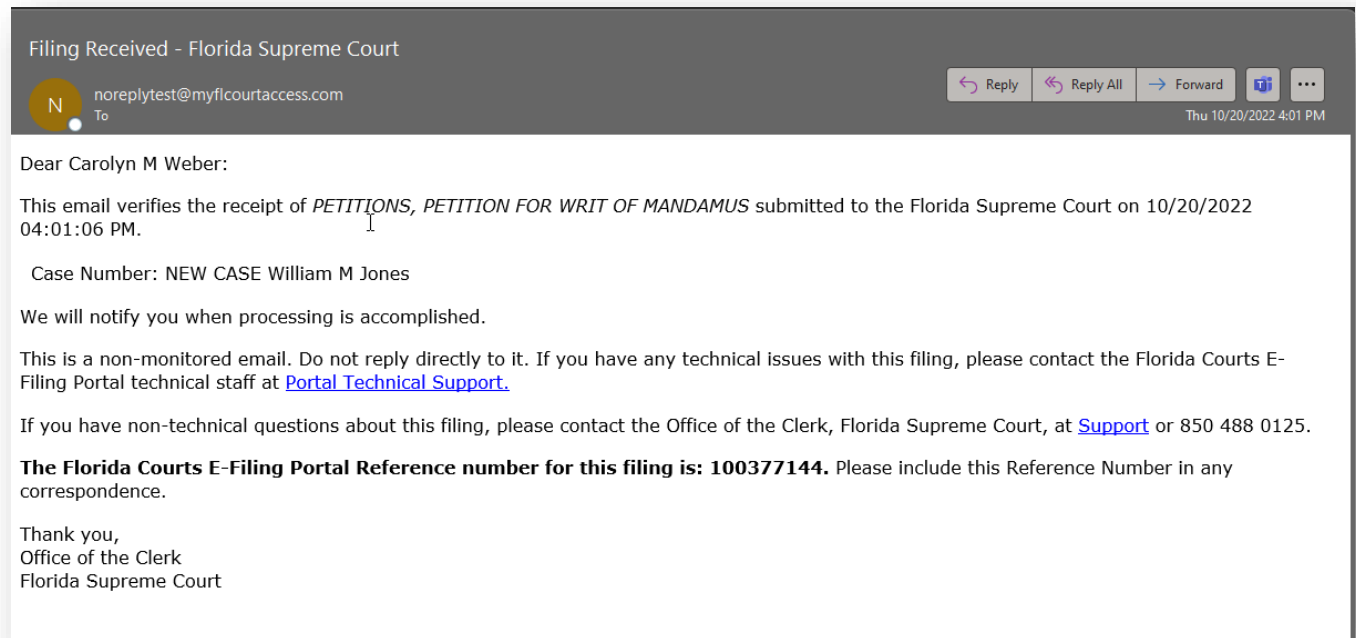 Filing Received - Florida Supreme Court
N
noreplytest@myflcourtaccess.com
To
Reply
Reply All
Forward
Thu 10/20/2022 4:01 PM
Dear Carolyn M Weber:
This email verifies the receipt of PETITIONS, PETITION FOR WRIT OF MANDAMUS submitted to the Florida Supreme Court on 10/20/2022
04:01:06 PM.
Case Number: NEW CASE William M Jones
We will notify you when processing is accomplished.
This is a non-monitored email. Do not reply directly to it. If you have any technical issues with this filing, please contact the Florida Courts E-
Filing Portal technical staff at Portal Technical Support.
If you have non-technical questions about this filing, please contact the Office of the Clerk, Florida Supreme Court, at Support or 850 488 0125.
The Florida Courts E-Filing Portal Reference number for this filing is: 100377144. Please include this Reference Number in any
correspondence.
Thank you,
Office of the Clerk
Florida Supreme Court